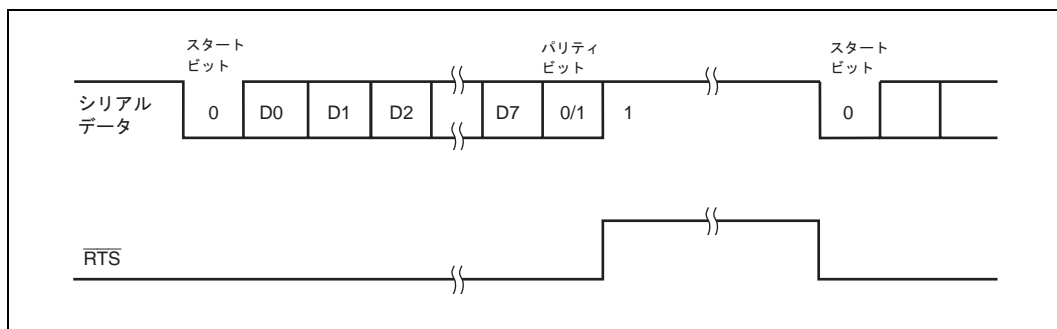 スタート
ビット
パリティ
ビット
スタート
ビット
シリアル
データ
0 D0 D1 D2 D7 0/1 1 0
RTS